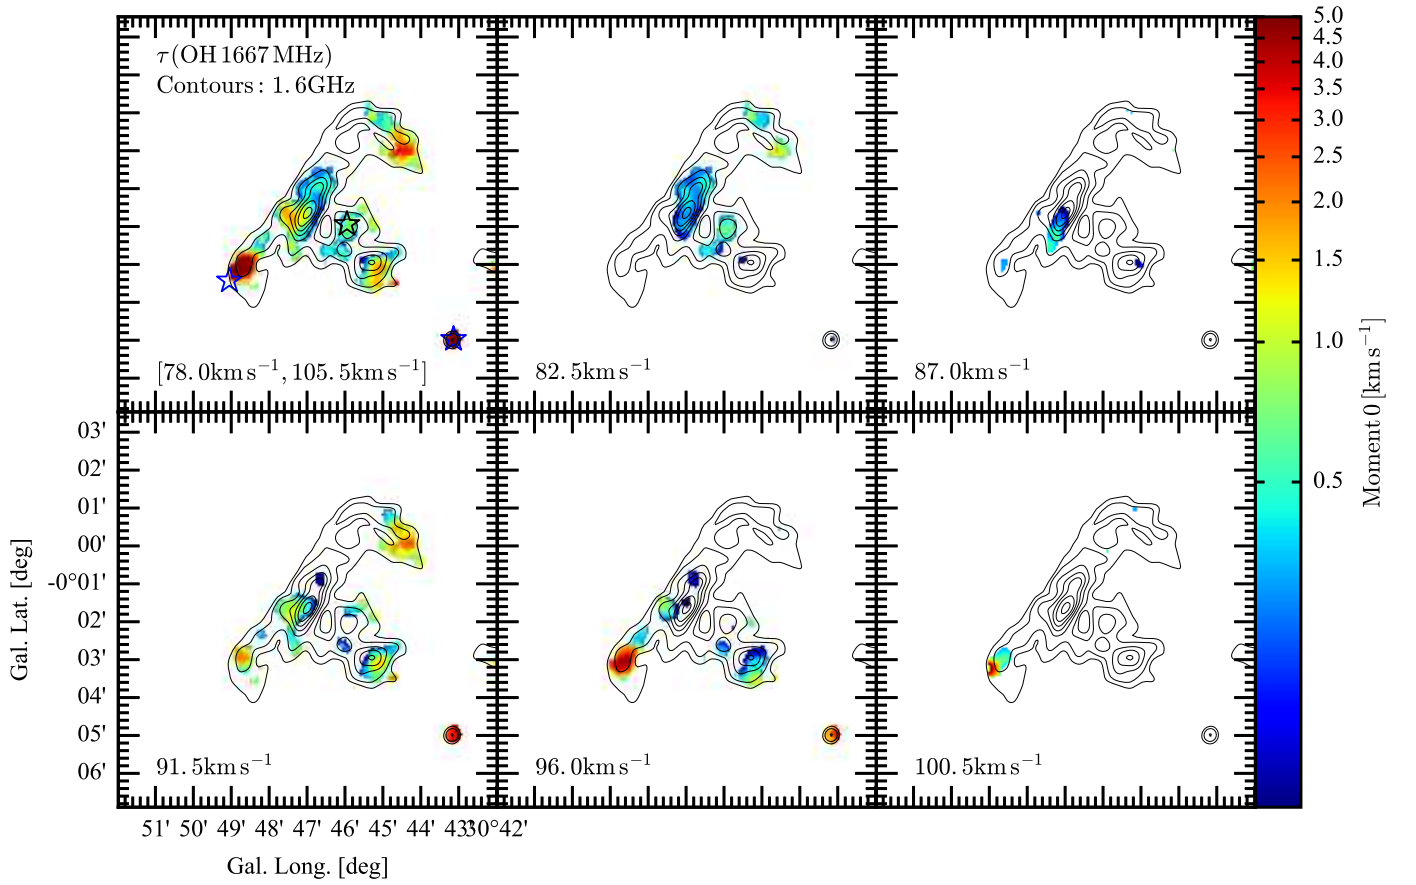 τ(OH 1667 MHz)
Contours: 1.6GHz
[78.0km s⁻¹, 105.5km s⁻¹]
82.5km s⁻¹
87.0km s⁻¹
91.5km s⁻¹
96.0km s⁻¹
100.5km s⁻¹
03'
02'
01'
00'
-0°01'
02'
03'
04'
05'
06'
Gal. Lat. [deg]
51' 50' 49' 48' 47' 46' 45' 44' 43' 30°42'
Gal. Long. [deg]
5.0
4.5
4.0
3.5
3.0
2.5
2.0
1.5
1.0
0.5
Moment 0 [km s⁻¹]